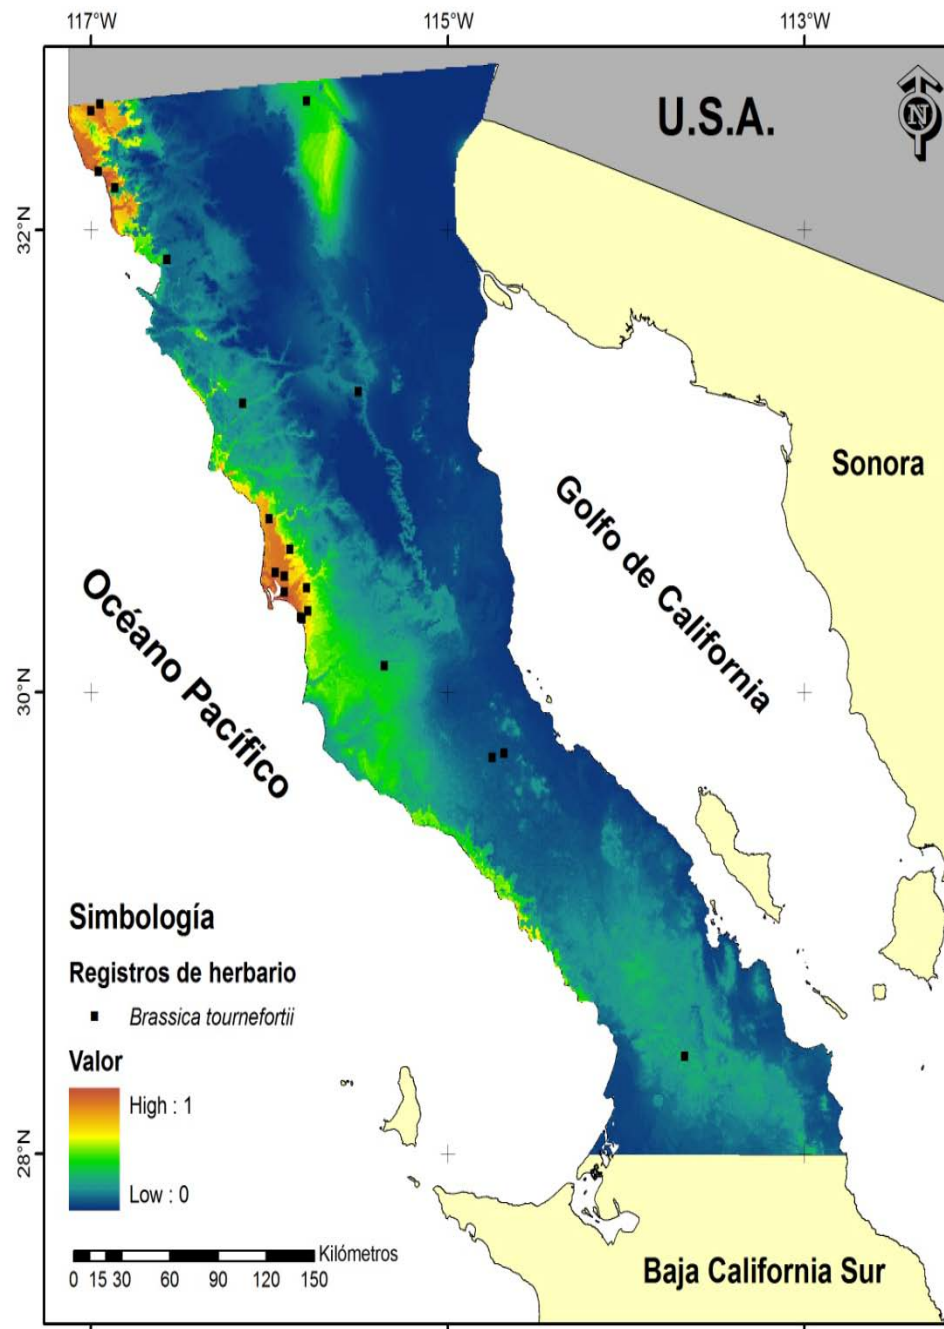 117°W 115°W 113°W
N
U.S.A.
32°N
Sonora
Golfo de California
Océano Pacífico
30°N
Simbología
Registros de herbario
Brassica tournefortii
Valor
High : 1
Low : 0
28°N
Kilómetros
0 15 30 60 90 120 150
Baja California Sur